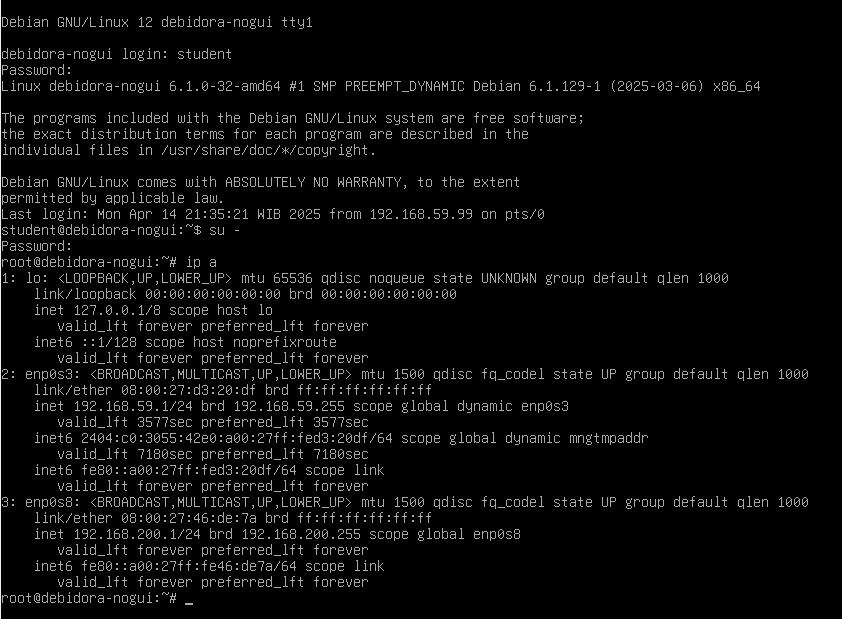 Debian GNU/Linux 12 debidora-nogui tty1
debidora-nogui login: student
Password:
Linux debidora-nogui 6.1.0-32-amd64 #1 SMP PREEMPT_DYNAMIC Debian 6.1.129-1 (2025-03-06) x86_64
The programs included with the Debian GNU/Linux system are free software;
the exact distribution terms for each program are described in the
individual files in /usr/share/doc/*/copyright.
Debian GNU/Linux comes with ABSOLUTELY NO WARRANTY, to the extent
permitted by applicable law.
Last login: Mon Apr 14 21:35:21 WIB 2025 from 192.168.59.99 on pts/0
student@debidora-nogui:~$ su -
Password:
root@debidora-nogui:~# ip a
1: lo: <LOOPBACK,UP,LOWER_UP> mtu 65536 qdisc noqueue state UNKNOWN group default qlen 1000
    link/loopback 00:00:00:00:00:00 brd 00:00:00:00:00:00
    inet 127.0.0.1/8 scope host lo
       valid_lft forever preferred_lft forever
    inet6 ::1/128 scope host noprefixroute
       valid_lft forever preferred_lft forever
2: enp0s3: <BROADCAST,MULTICAST,UP,LOWER_UP> mtu 1500 qdisc fq_codel state UP group default qlen 1000
    link/ether 08:00:27:d3:20:df brd ff:ff:ff:ff:ff:ff
    inet 192.168.59.1/24 brd 192.168.59.255 scope global dynamic enp0s3
       valid_lft 3577sec preferred_lft 3577sec
    inet6 2404:c0:3055:42e0:a00:27ff:fed3:20df/64 scope global dynamic mngtmpaddr
       valid_lft 7180sec preferred_lft 7180sec
    inet6 fe80::a00:27ff:fed3:20df/64 scope link
       valid_lft forever preferred_lft forever
3: enp0s8: <BROADCAST,MULTICAST,UP,LOWER_UP> mtu 1500 qdisc fq_codel state UP group default qlen 1000
    link/ether 08:00:27:46:de:7a brd ff:ff:ff:ff:ff:ff
    inet 192.168.200.1/24 brd 192.168.200.255 scope global enp0s8
       valid_lft forever preferred_lft forever
    inet6 fe80::a00:27ff:fe46:de7a/64 scope link
       valid_lft forever preferred_lft forever
root@debidora-nogui:~# _